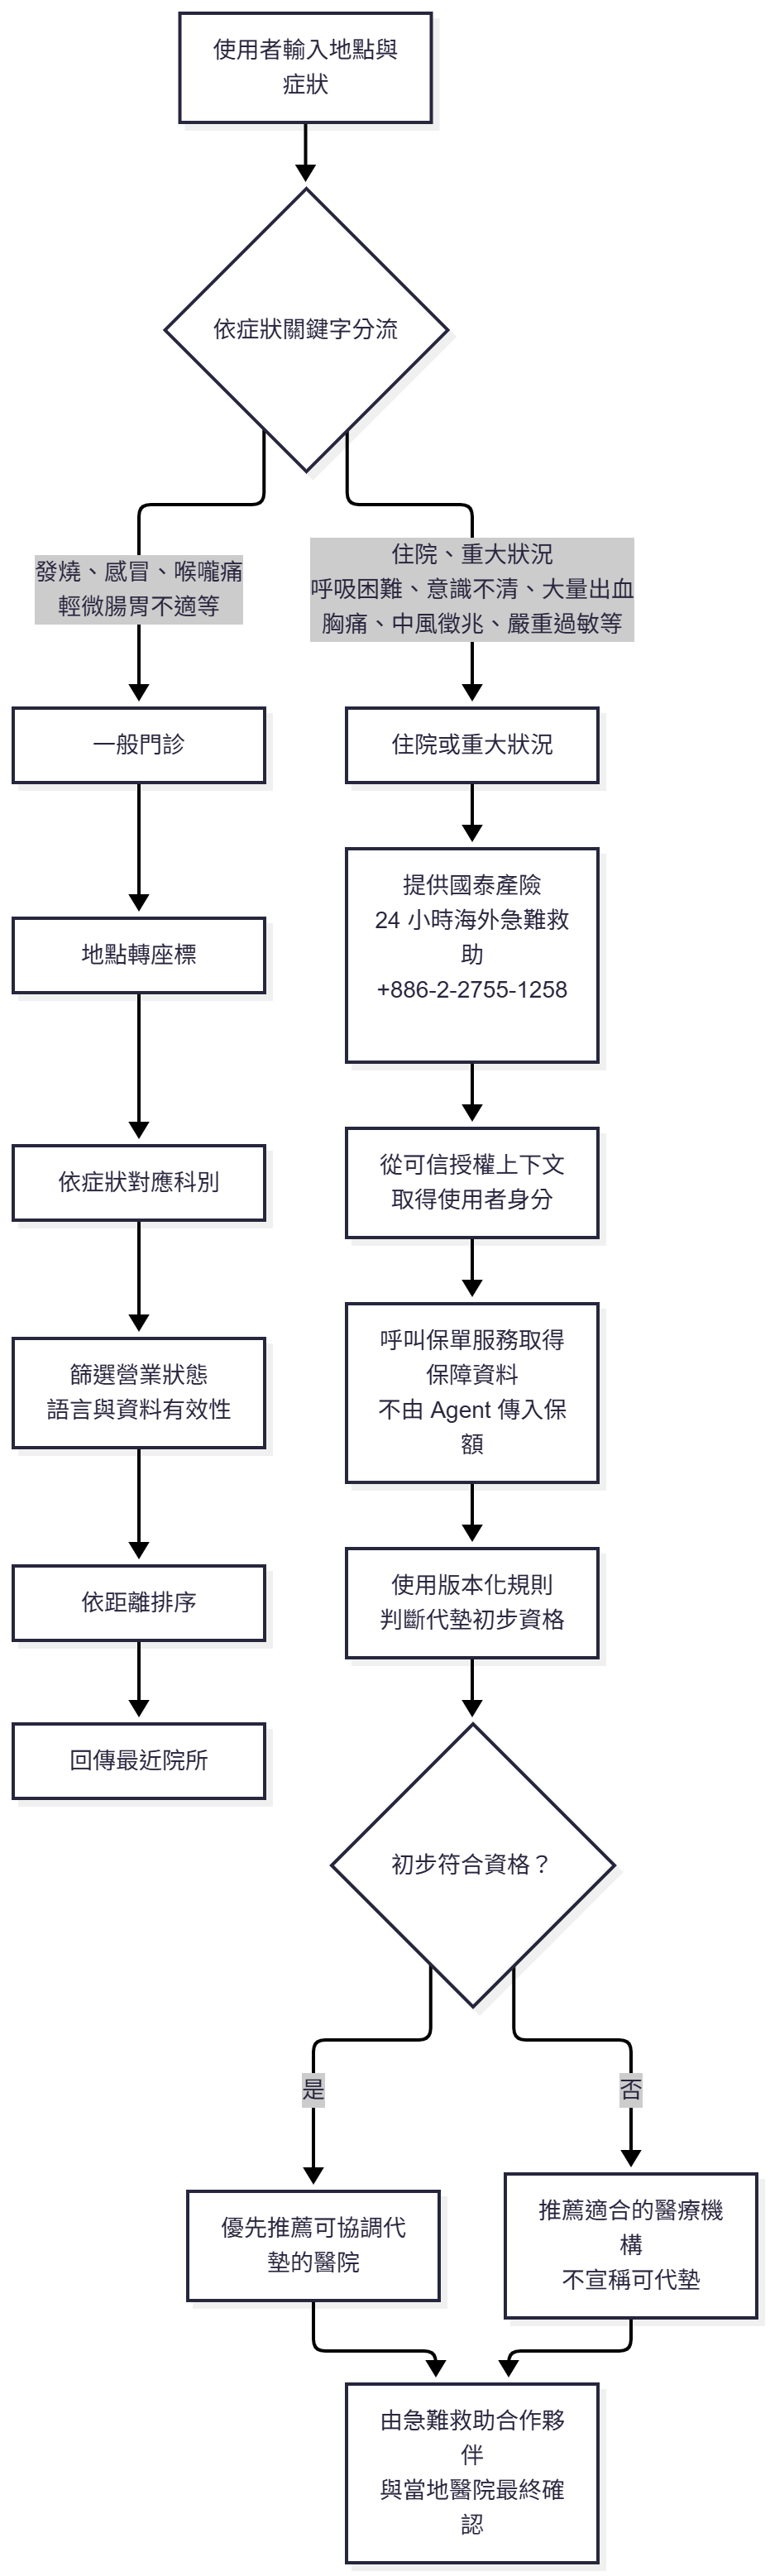 使用者輸入地點與
症狀
依症狀關鍵字分流
發燒、感冒、喉嚨痛
輕微腸胃不適等
住院、重大狀況
呼吸困難、意識不清、大量出血
胸痛、中風徵兆、嚴重過敏等
一般門診
住院或重大狀況
地點轉座標
提供國泰產險
24 小時海外急難救
助
+886-2-2755-1258
依症狀對應科別
從可信授權上下文
取得使用者身分
篩選營業狀態
語言與資料有效性
呼叫保單服務取得
保障資料
不由 Agent 傳入保
額
依距離排序
使用版本化規則
判斷代墊初步資格
回傳最近院所
初步符合資格？
是
否
優先推薦可協調代
墊的醫院
推薦適合的醫療機
構
不宣稱可代墊
由急難救助合作夥
伴
與當地醫院最終確
認